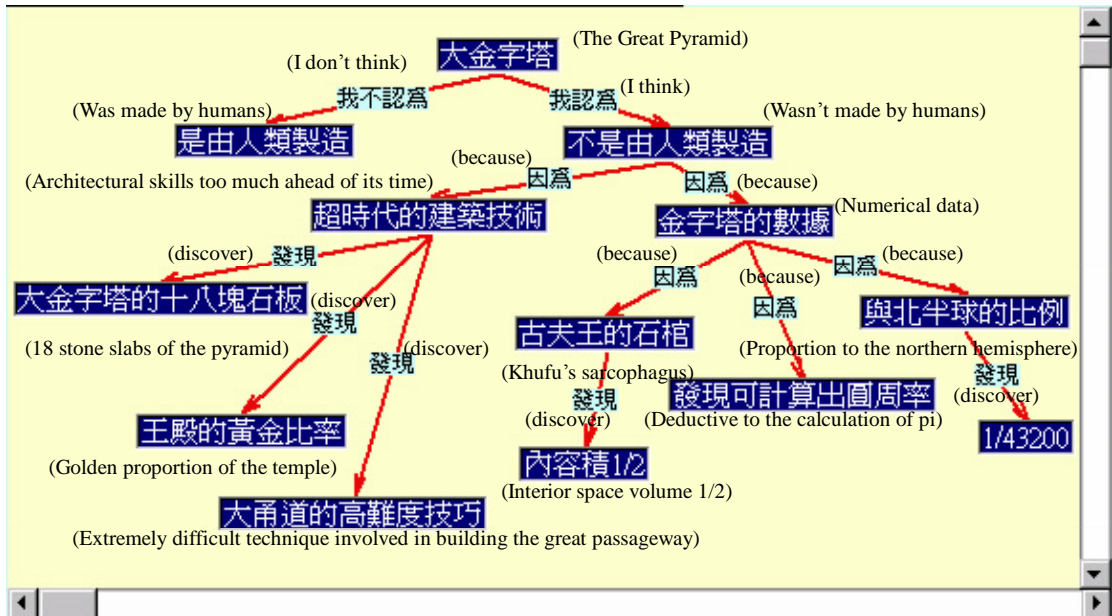 大金字塔
(The Great Pyramid)
(I don't think)
我不認爲
我認爲
(I think)
(Was made by humans)
是由人類製造
(Wasn't made by humans)
不是由人類製造
(because)
因爲
因爲
(because)
(Architectural skills too much ahead of its time)
超時代的建築技術
金字塔的數據
(Numerical data)
(discover)
發現
(because)
因爲
(because)
因爲
因爲
(because)
大金字塔的十八塊石板
(discover)
發現
(18 stone slabs of the pyramid)
發現
(discover)
古夫王的石棺
(Khufu's sarcophagus)
與北半球的比例
(Proportion to the northern hemisphere)
發現
(discover)
發現可計算出圓周率
(Deductive to the calculation of pi)
發現
(discover)
王殿的黃金比率
(Golden proportion of the temple)
內容積1/2
(Interior space volume 1/2)
1/43200
大甬道的高難度技巧
(Extremely difficult technique involved in building the great passageway)